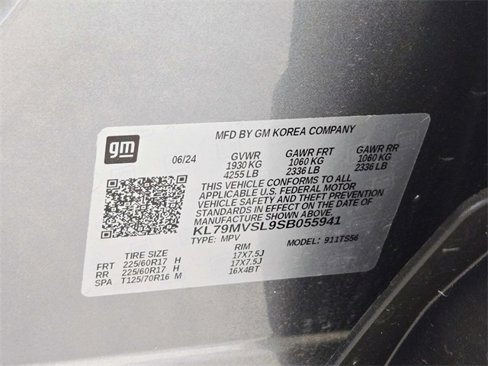 gm
MFD BY GM KOREA COMPANY
06/24 GVWR GAWR FRT GAWR RR
1930 KG 1060 KG 1060 KG
4255 LB 2336 LB 2336 LB
THIS VEHICLE CONFORMS TO ALL
APPLICABLE U.S. FEDERAL MOTOR
VEHICLE SAFETY AND THEFT PREVENTION
STANDARDS IN EFFECT ON THE DATE OF
MANUFACTURE SHOWN ABOVE.
KL79MVSL9SB055941
TYPE: MPV MODEL: 911TS56
TIRE SIZE RIM
FRT 225/60R17 H 17X7.5J
RR 225/60R17 H 17X7.5J
SPA T125/70R16 M 16X4BT